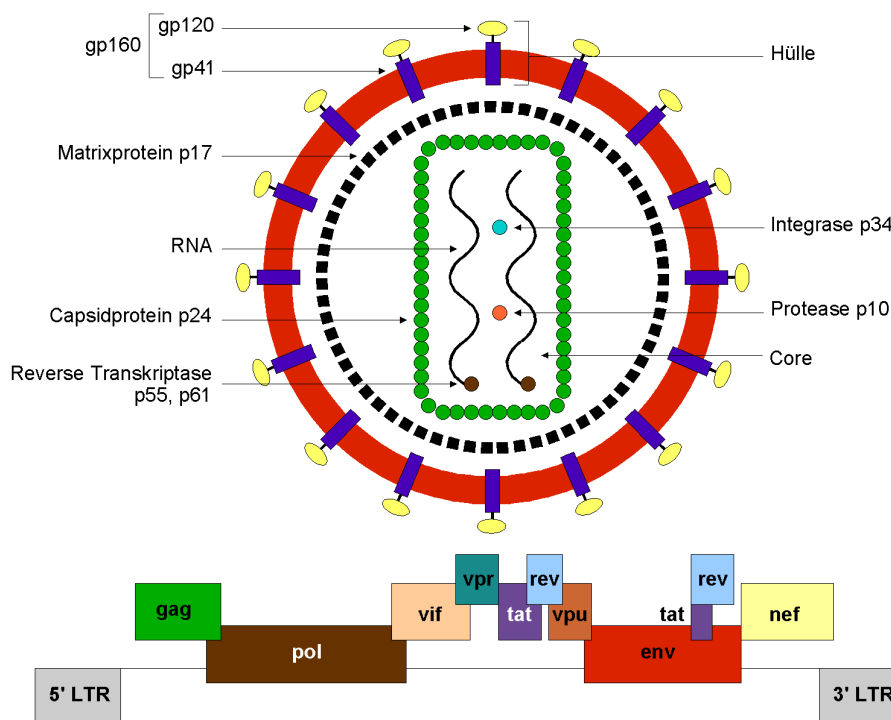 gp120
gp160
gp41
Hülle
Matrixprotein p17
RNA
Integrase p34
Capsidprotein p24
Protease p10
Core
Reverse Transkriptase
p55, p61
vpr
rev
rev
gag
vif
tat
vpu
tat
nef
pol
env
5' LTR
3' LTR